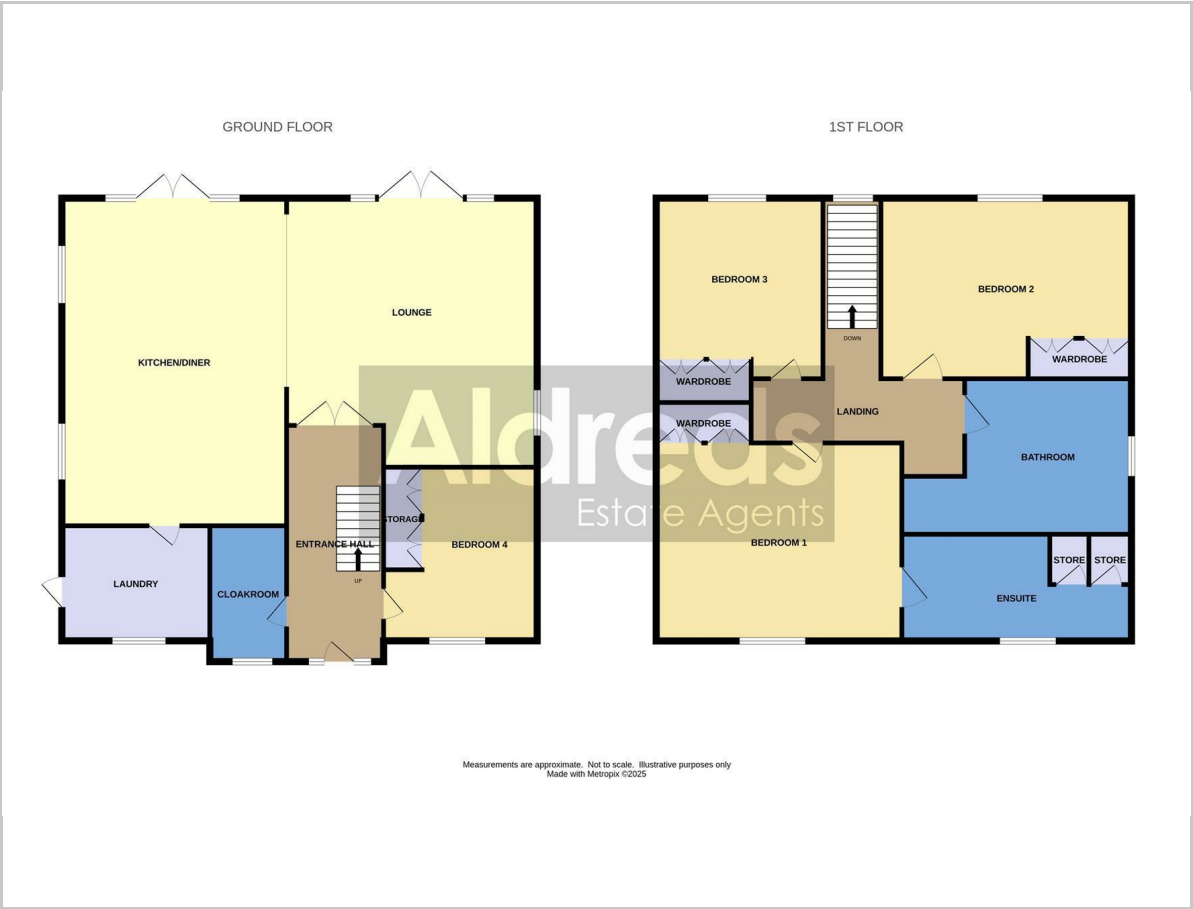 GROUND FLOOR
KITCHEN/DINER
LOUNGE
LAUNDRY
CLOAKROOM
ENTRANCE HALL
UP
STORAGE
BEDROOM 4
1ST FLOOR
BEDROOM 3
BEDROOM 2
DOWN
WARDROBE
WARDROBE
LANDING
WARDROBE
BATHROOM
BEDROOM 1
STORE
STORE
ENSUITE
Aldreds
Estate Agents
Measurements are approximate. Not to scale. Illustrative purposes only
Made with Metropix ©2025